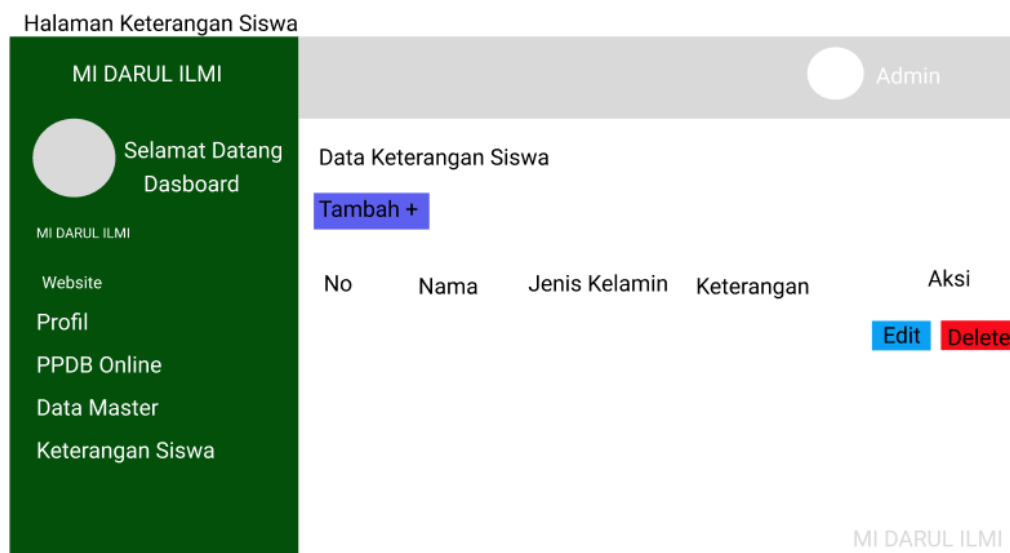 Halaman Keterangan Siswa
MI DARUL ILMI
Admin
Selamat Datang
Dasboard
MI DARUL ILMI
Website
Profil
PPDB Online
Data Master
Keterangan Siswa
Data Keterangan Siswa
Tambah +
No Nama Jenis Kelamin Keterangan Aksi
Edit Delete
MI DARUL ILMI